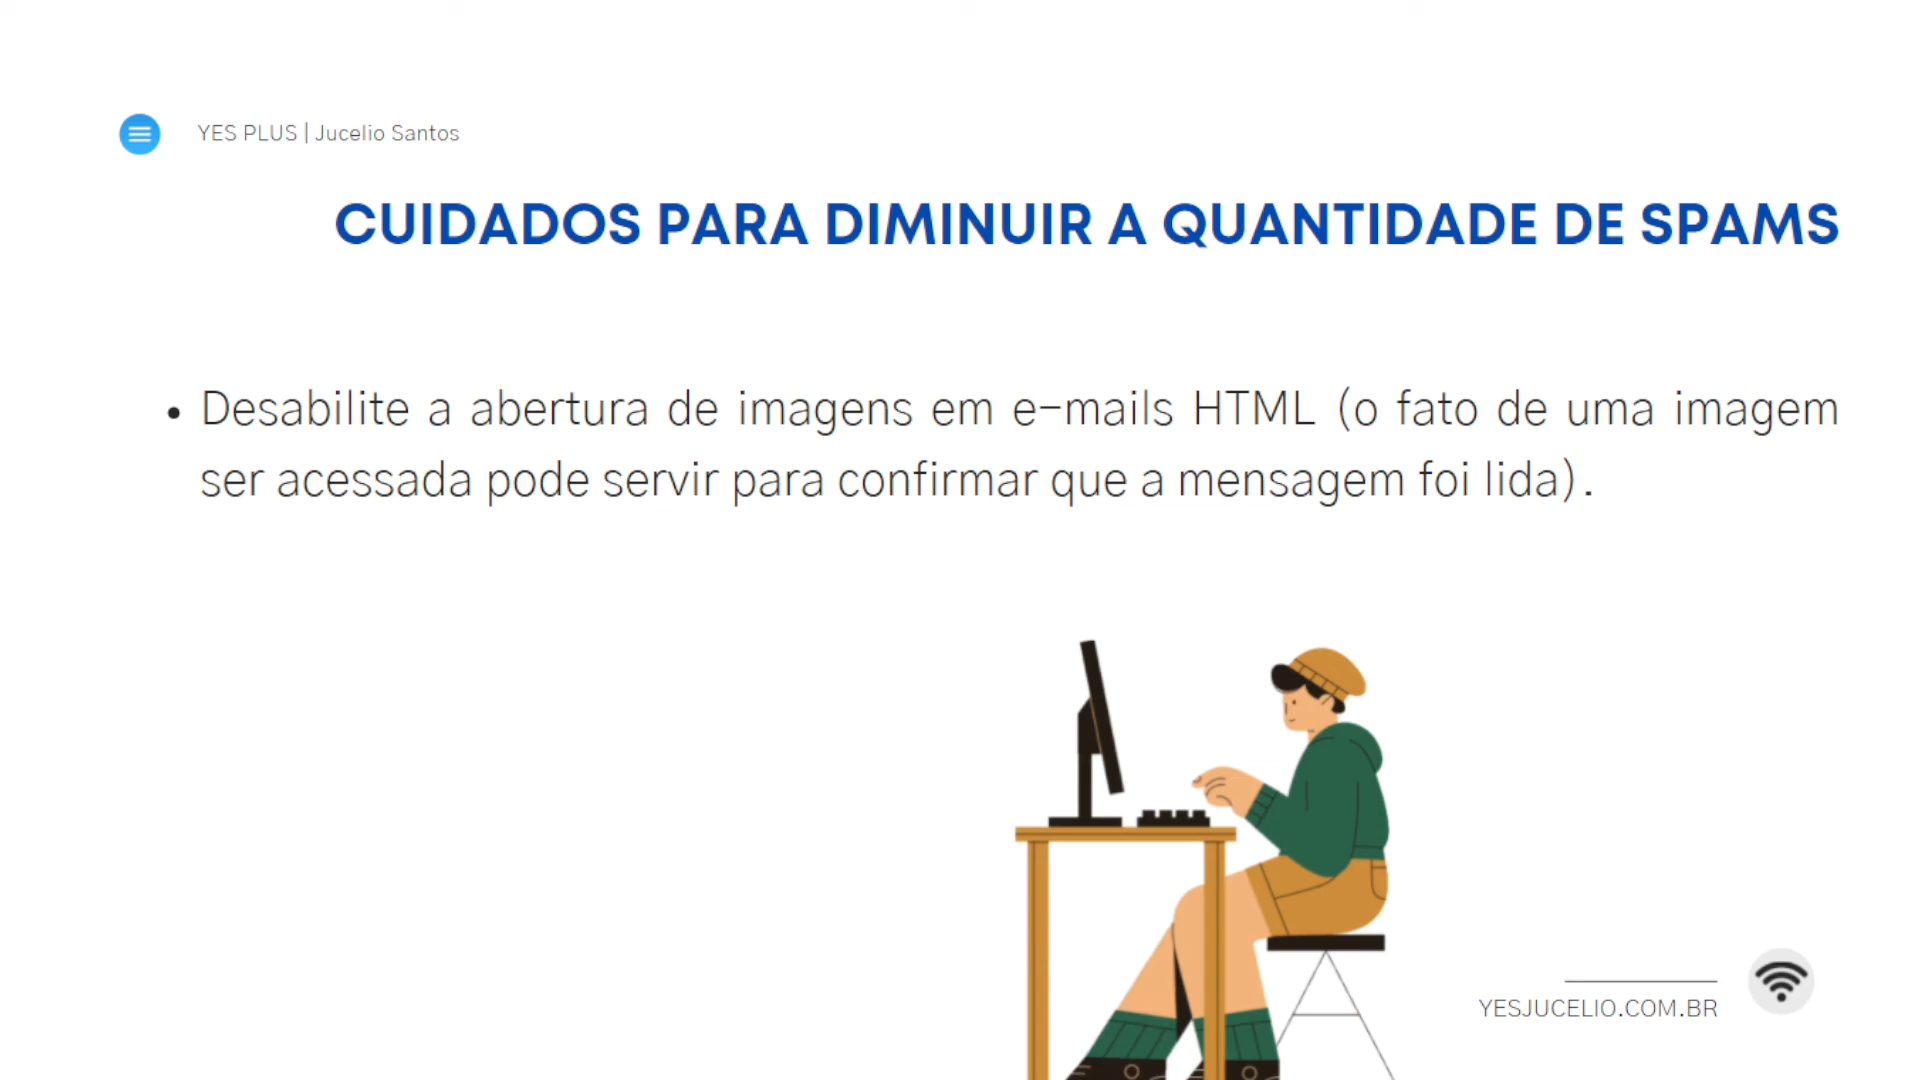 YES PLUS | Jucelio Santos
CUIDADOS PARA DIMINUIR A QUANTIDADE DE SPAMS
• Desabilite a abertura de imagens em e-mails HTML (o fato de uma imagem
ser acessada pode servir para confirmar que a mensagem foi lida).
YESJUCELIO.COM.BR